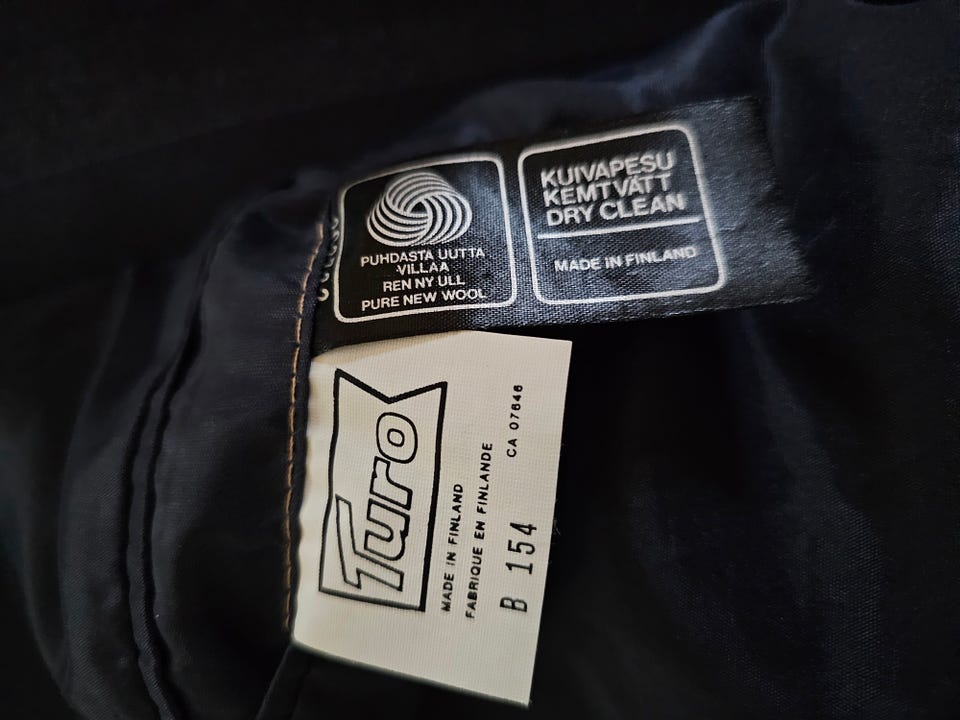 PUHDASTA UUTTA
VILLAA
REN NY ULL
PURE NEW WOOL
KUIVAPESU
KEMTVÄTT
DRY CLEAN
MADE IN FINLAND
Turo
MADE IN FINLAND
FABRIQUE EN FINLANDE
CA 07646
B 154